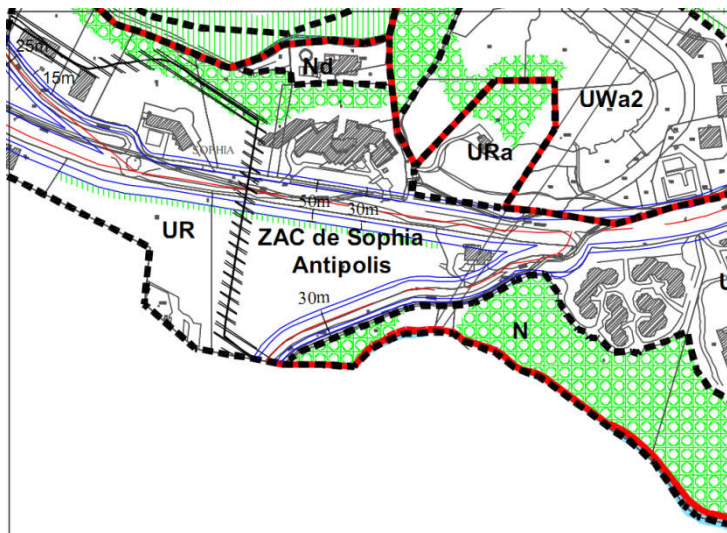 25m
15m
Nd
UWa2
URa
SOPHIA
50m
30m
UR
ZAC de Sophia
Antipolis
30m
N
U